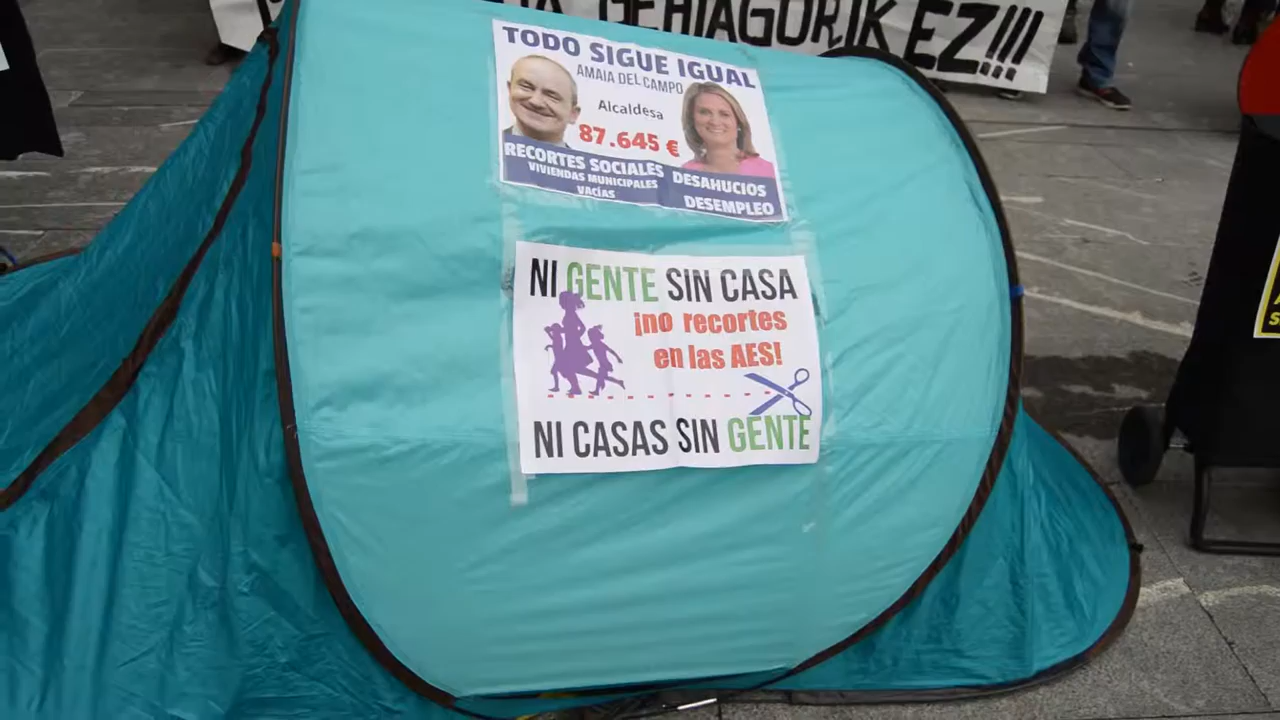 GEHIAGORIK EZ!!!
TODO SIGUE IGUAL
AMAIA DEL CAMPO
Alcaldesa
87.645 €
RECORTES SOCIALES
VIVIENDAS MUNICIPALES
VACÍAS
DESAHUCIOS
DESEMPLEO
NI GENTE SIN CASA
¡no recortes
en las AES!
NI CASAS SIN GENTE